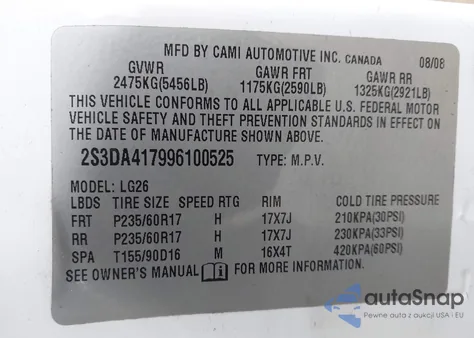 MFD BY CAMI AUTOMOTIVE INC. CANADA 08/08
GVWR GAWR FRT GAWR RR
2475KG(5456LB) 1175KG(2590LB) 1325KG(2921LB)
THIS VEHICLE CONFORMS TO ALL APPLICABLE U.S. FEDERAL MOTOR
VEHICLE SAFETY AND THEFT PREVENTION STANDARDS IN EFFECT ON
THE DATE OF MANUFACTURE SHOWN ABOVE.
2S3DA417996100525 TYPE: M.P.V.
MODEL: LG26
LBDS TIRE SIZE SPEED RTG RIM COLD TIRE PRESSURE
FRT P235/60R17 H 17X7J 210KPA(30PSI)
RR P235/60R17 H 17X7J 230KPA(33PSI)
SPA T155/90D16 M 16X4T 420KPA(60PSI)
SEE OWNER'S MANUAL i FOR MORE INFORMATION.
autoSnap
Pewne auta z dojazdem z USA i EU